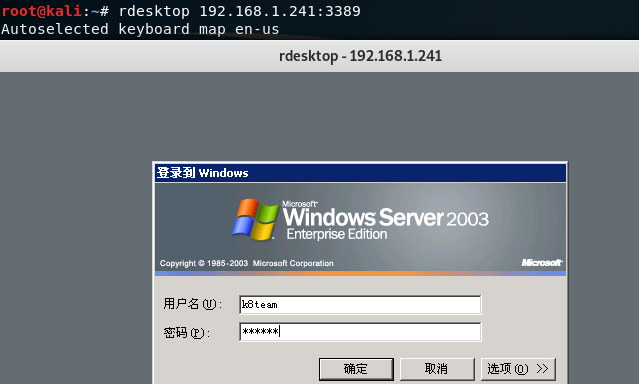 root@kali:~# rdesktop 192.168.1.241:3389
Autoselected keyboard map en-us
rdesktop - 192.168.1.241
登录到 Windows
Microsoft
Windows Server 2003
Enterprise Edition
Copyright © 1985-2003 Microsoft Corporation Microsoft
用户名(U): k8team
密码(P): ******
确定 取消 选项(O) >>